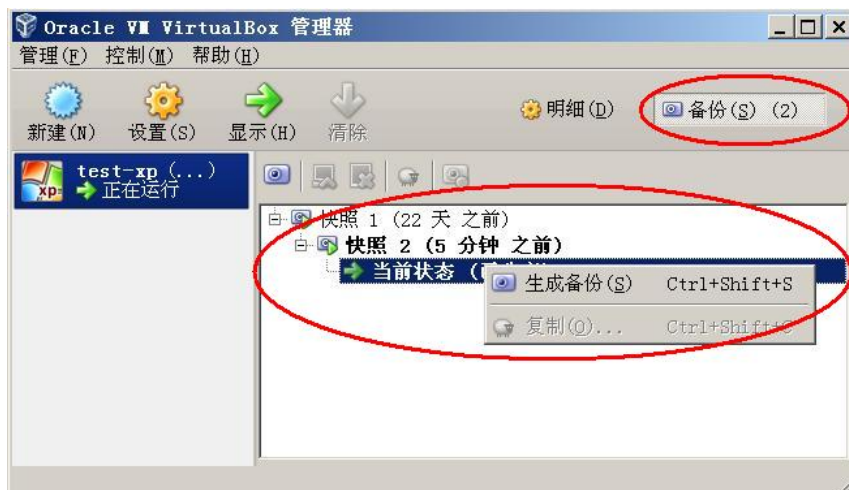 Oracle VM VirtualBox 管理器
管理(F) 控制(M) 帮助(H)
新建(N) 设置(S) 显示(H) 清除 明细(D) 备份(S) (2)
test-xp (...)
xp
正在运行
快照 1 (22 天 之前)
快照 2 (5 分钟 之前)
当前状态 (
生成备份(S) Ctrl+Shift+S
复制(O)... Ctrl+Shift+C